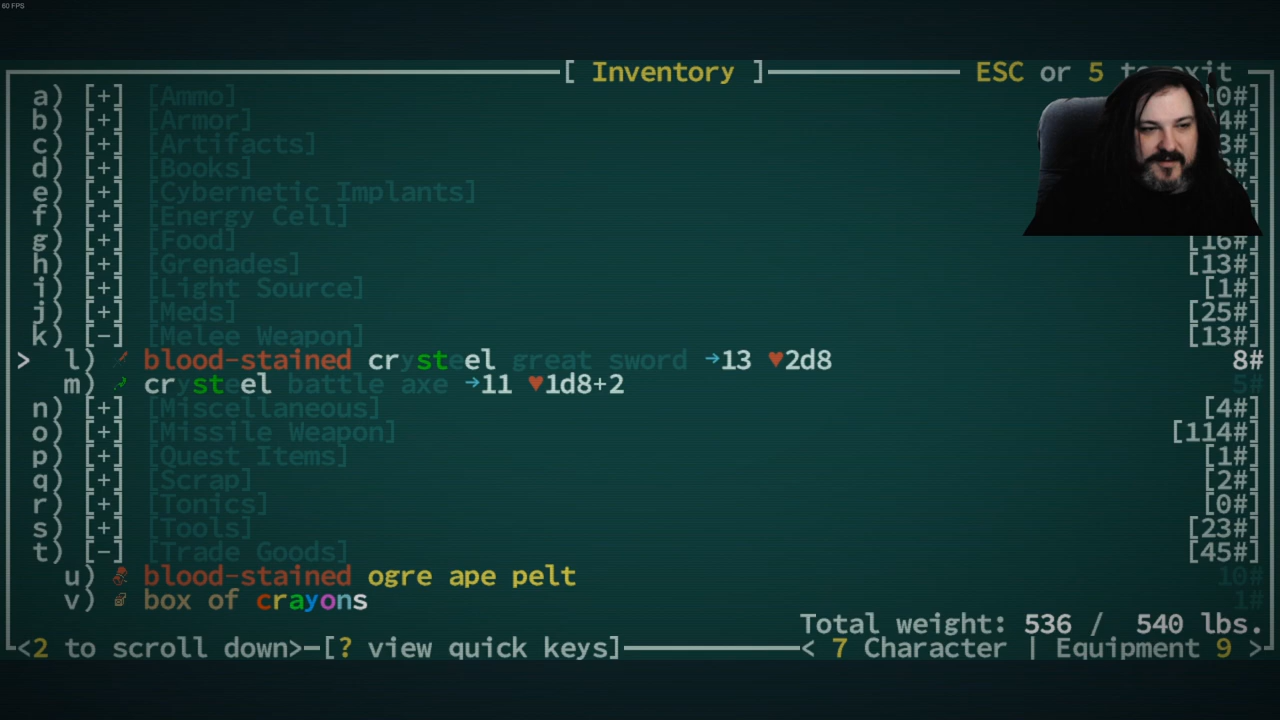 60 FPS
[ Inventory ] ESC or 5 to exit
a) [+] [Ammo] 0#]
b) [+] [Armor] 4#]
c) [+] [Artifacts] 3#]
d) [+] [Books]
e) [+] [Cybernetic Implants]
f) [+] [Energy Cell]
g) [+] [Food] [16#]
h) [+] [Grenades] [13#]
i) [+] [Light Source] [1#]
j) [+] [Meds] [25#]
k) [-] [Melee Weapon] [13#]
> l) blood-stained crysteel great sword →13 ♥2d8 8#
m) crysteel battle axe →11 ♥1d8+2 5#
n) [+] [Miscellaneous] [4#]
o) [+] [Missile Weapon] [114#]
p) [+] [Quest Items] [1#]
q) [+] [Scrap] [2#]
r) [+] [Tonics] [0#]
s) [+] [Tools] [23#]
t) [-] [Trade Goods] [45#]
u) blood-stained ogre ape pelt 10#
v) box of crayons 1#
Total weight: 536 / 540 lbs.
<2 to scroll down> [? view quick keys] < 7 Character | Equipment 9 >